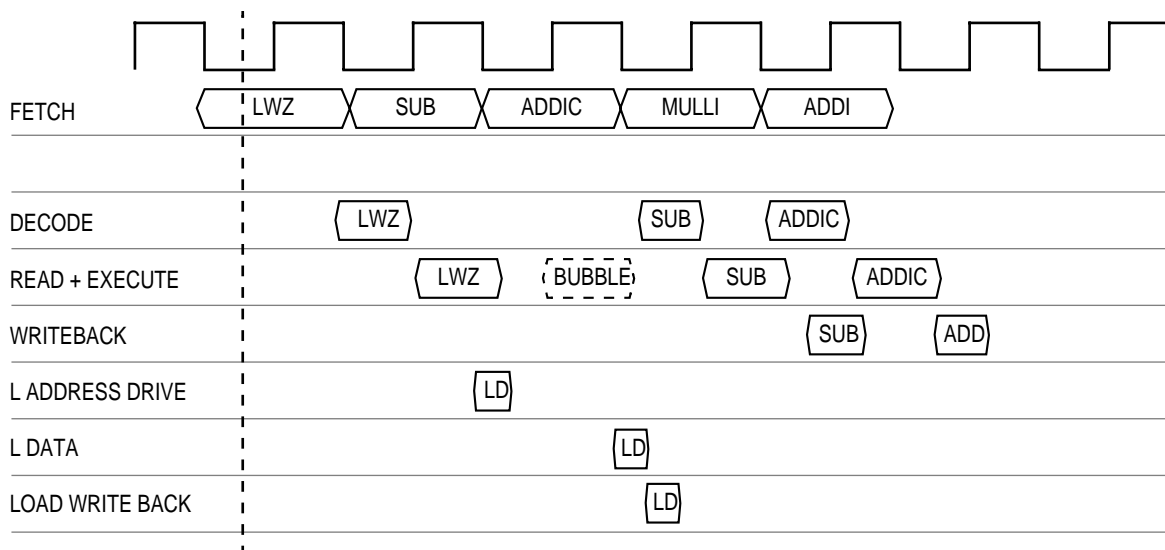 FETCH LWZ SUB ADDIC MULLI ADDI
DECODE LWZ SUB ADDIC
READ + EXECUTE LWZ BUBBLE SUB ADDIC
WRITEBACK SUB ADD
L ADDRESS DRIVE LD
L DATA LD
LOAD WRITE BACK LD